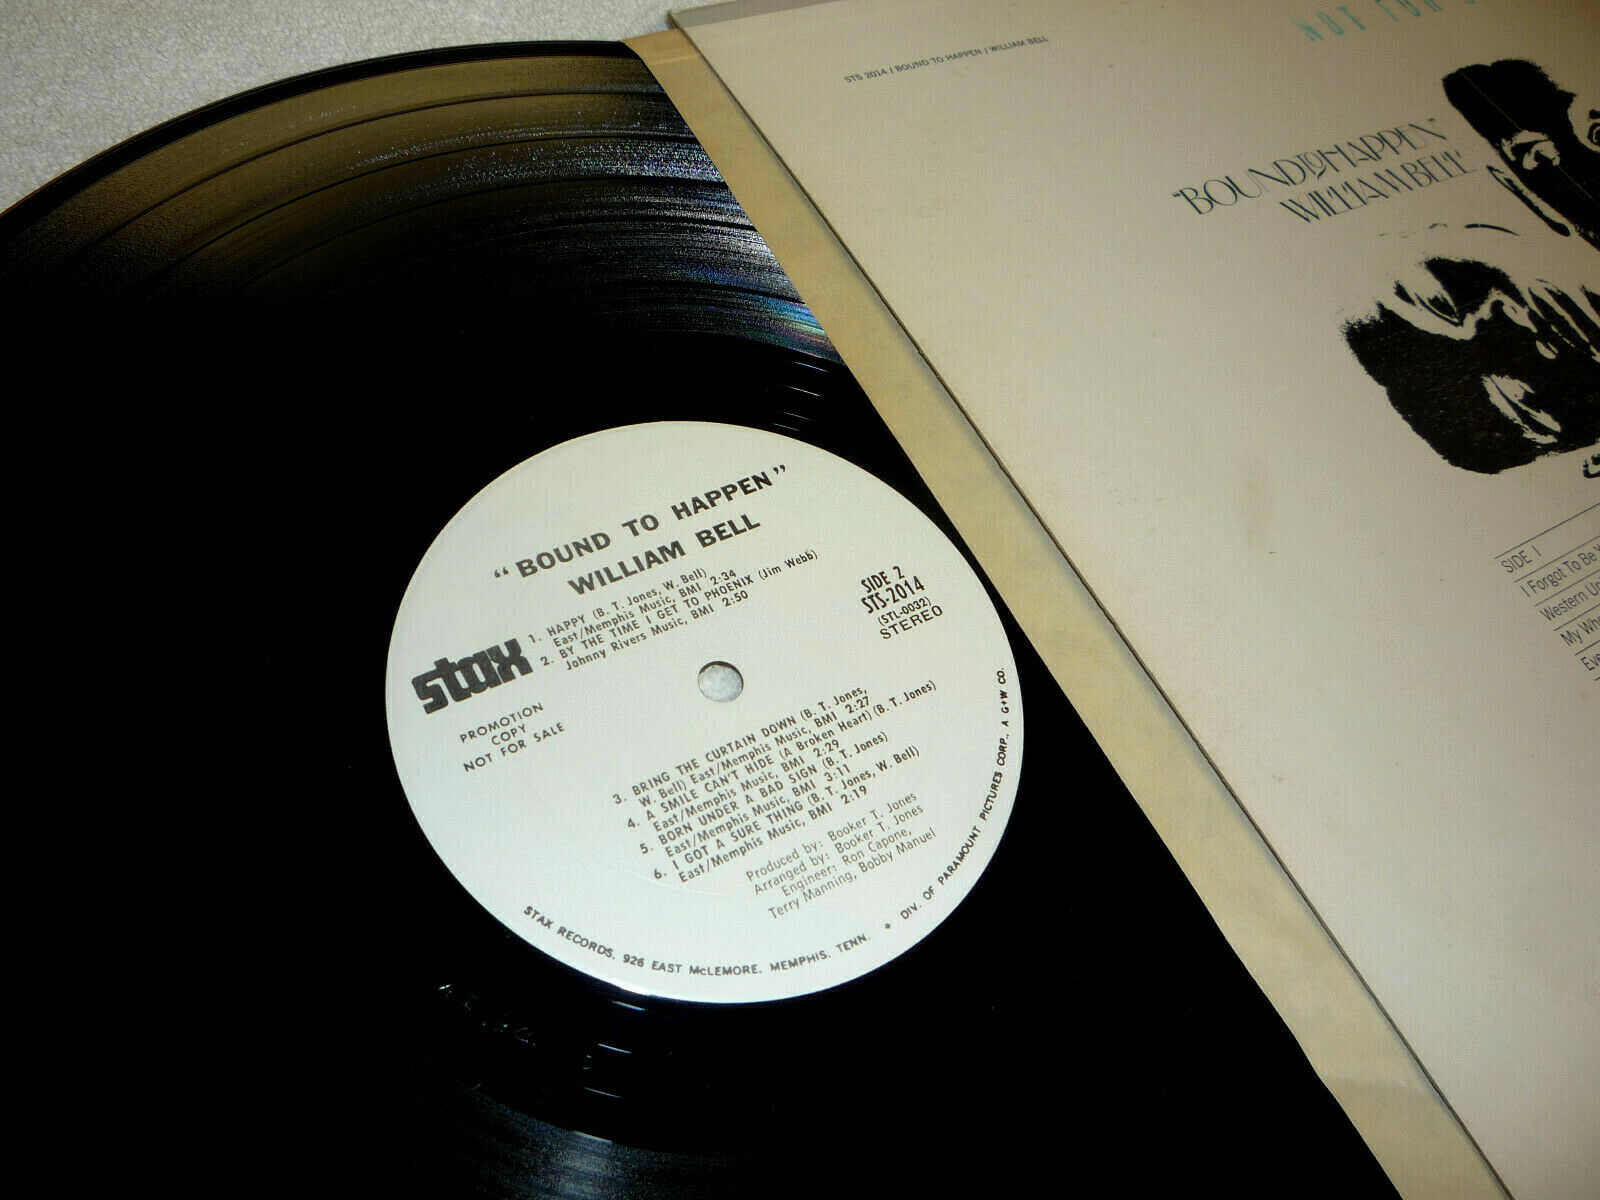 "BOUND TO HAPPEN"
WILLIAM BELL
1. HAPPY (B. T. Jones, W. Bell)
East/Memphis Music, BMI 2:34
2. BY THE TIME I GET TO PHOENIX (Jim Webb)
Johnny Rivers Music, BMI 2:50
SIDE 2
STS-2014
(STL-0032)
STEREO
stax
PROMOTION
COPY
NOT FOR SALE
3. BRING THE CURTAIN DOWN (B. T. Jones,
W. Bell) East/Memphis Music, BMI 2:27
4. A SMILE CAN'T HIDE (A Broken Heart) (B. T. Jones)
East/Memphis Music, BMI 2:29
5. BORN UNDER A BAD SIGN (B. T. Jones)
East/Memphis Music, BMI 3:11
6. I GOT A SURE THING (B. T. Jones, W. Bell)
East/Memphis Music, BMI 2:19
Produced by: Booker T. Jones
Arranged by: Booker T. Jones
Engineer: Ron Capone,
Terry Manning, Bobby Manuel
STAX RECORDS, 926 EAST McLEMORE, MEMPHIS, TENN. • DIV. OF PARAMOUNT PICTURES CORP., A G+W CO.
STS 2014 / BOUND TO HAPPEN / WILLIAM BELL
NOT FOR
"BOUND TO HAPPEN"
WILLIAM BELL
SIDE 1
I Forgot To Be
Western
My